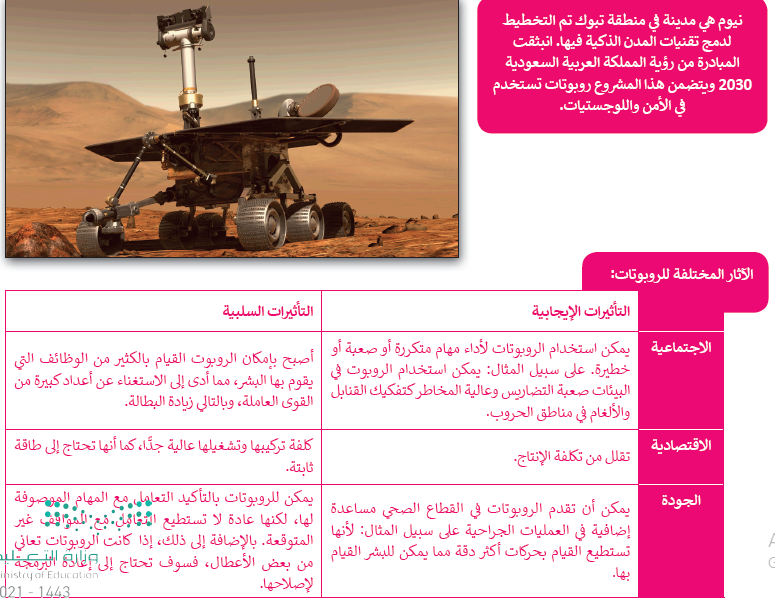 نيوم هي مدينة في منطقة تبوك تم التخطيط
لدمج تقنيات المدن الذكية فيها. انبثقت
المبادرة من رؤية المملكة العربية السعودية
2030 ويتضمن هذا المشروع روبوتات تستخدم
في الأمن واللوجستيات.
الآثار المختلفة للروبوتات:
التأثيرات الإيجابية
التأثيرات السلبية
الاجتماعية
يمكن استخدام الروبوتات لأداء مهام متكررة أو صعبة أو
خطيرة. على سبيل المثال: يمكن استخدام الروبوت في
البيئات صعبة التضاريس وعالية المخاطر كتفكيك القنابل
والألغام في مناطق الحروب.
أصبح بإمكان الروبوت القيام بالكثير من الوظائف التي
يقوم بها البشر، مما أدى إلى الاستغناء عن أعداد كبيرة من
القوى العاملة، وبالتالي زيادة البطالة.
الاقتصادية
تقلل من تكلفة الإنتاج.
كلفة تركيبها وتشغيلها عالية جدًا، كما أنها تحتاج إلى طاقة
ثابتة.
الجودة
يمكن أن تقدم الروبوتات في القطاع الصحي مساعدة
إضافية في العمليات الجراحية على سبيل المثال: لأنها
تستطيع القيام بحركات أكثر دقة مما يمكن للبشر القيام
بها.
يمكن للروبوتات بالتأكيد التعامل مع المهام الموصوفة
لها، لكنها عادة لا تستطيع التعامل مع المواقف غير
المتوقعة. بالإضافة إلى ذلك، إذا كانت الروبوتات تعاني
من بعض الأعطال، فسوف تحتاج إلى إعادة البرمجة
لإصلاحها.
وزارة التعليم
inistry of Education
021 - 1443